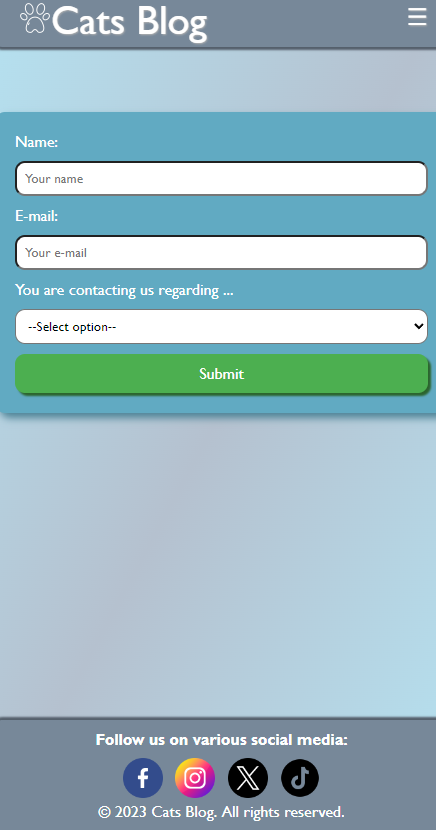 Cats Blog
Name:
Your name
E-mail:
Your e-mail
You are contacting us regarding ...
--Select option--
Submit
Follow us on various social media:
© 2023 Cats Blog. All rights reserved.